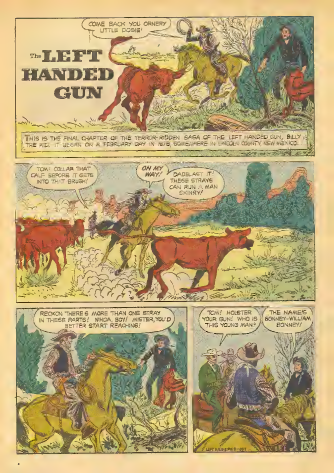 COME BACK YOU ORNERY
LITTLE DOGIE!
The LEFT
HANDED
GUN
THIS IS THE FINAL CHAPTER OF THE TERROR-RIDDEN SAGA OF THE LEFT HANDED GUN, BILLY
THE KID. IT BEGAN ON A FEBRUARY DAY IN 1878, SOMEWHERE IN LINCOLN COUNTY NEW MEXICO.
TOM! COLLAR THAT
CALF BEFORE IT GETS
INTO THAT BRUSH!
OH MY
WAY!
DADBLAST IT!
THESE STRAYS
CAN RUN A MAN
SKINNY!
RECKON THERE'S MORE THAN ONE STRAY
IN THESE PARTS! WHOA, BOY! MISTER, YOU'D
BETTER START REACHING!
TOM! HOLSTER
YOUR GUN! WHO IS
THIS YOUNG MAN?
THE NAME'S
BONNEY-WILLIAM
BONNEY!